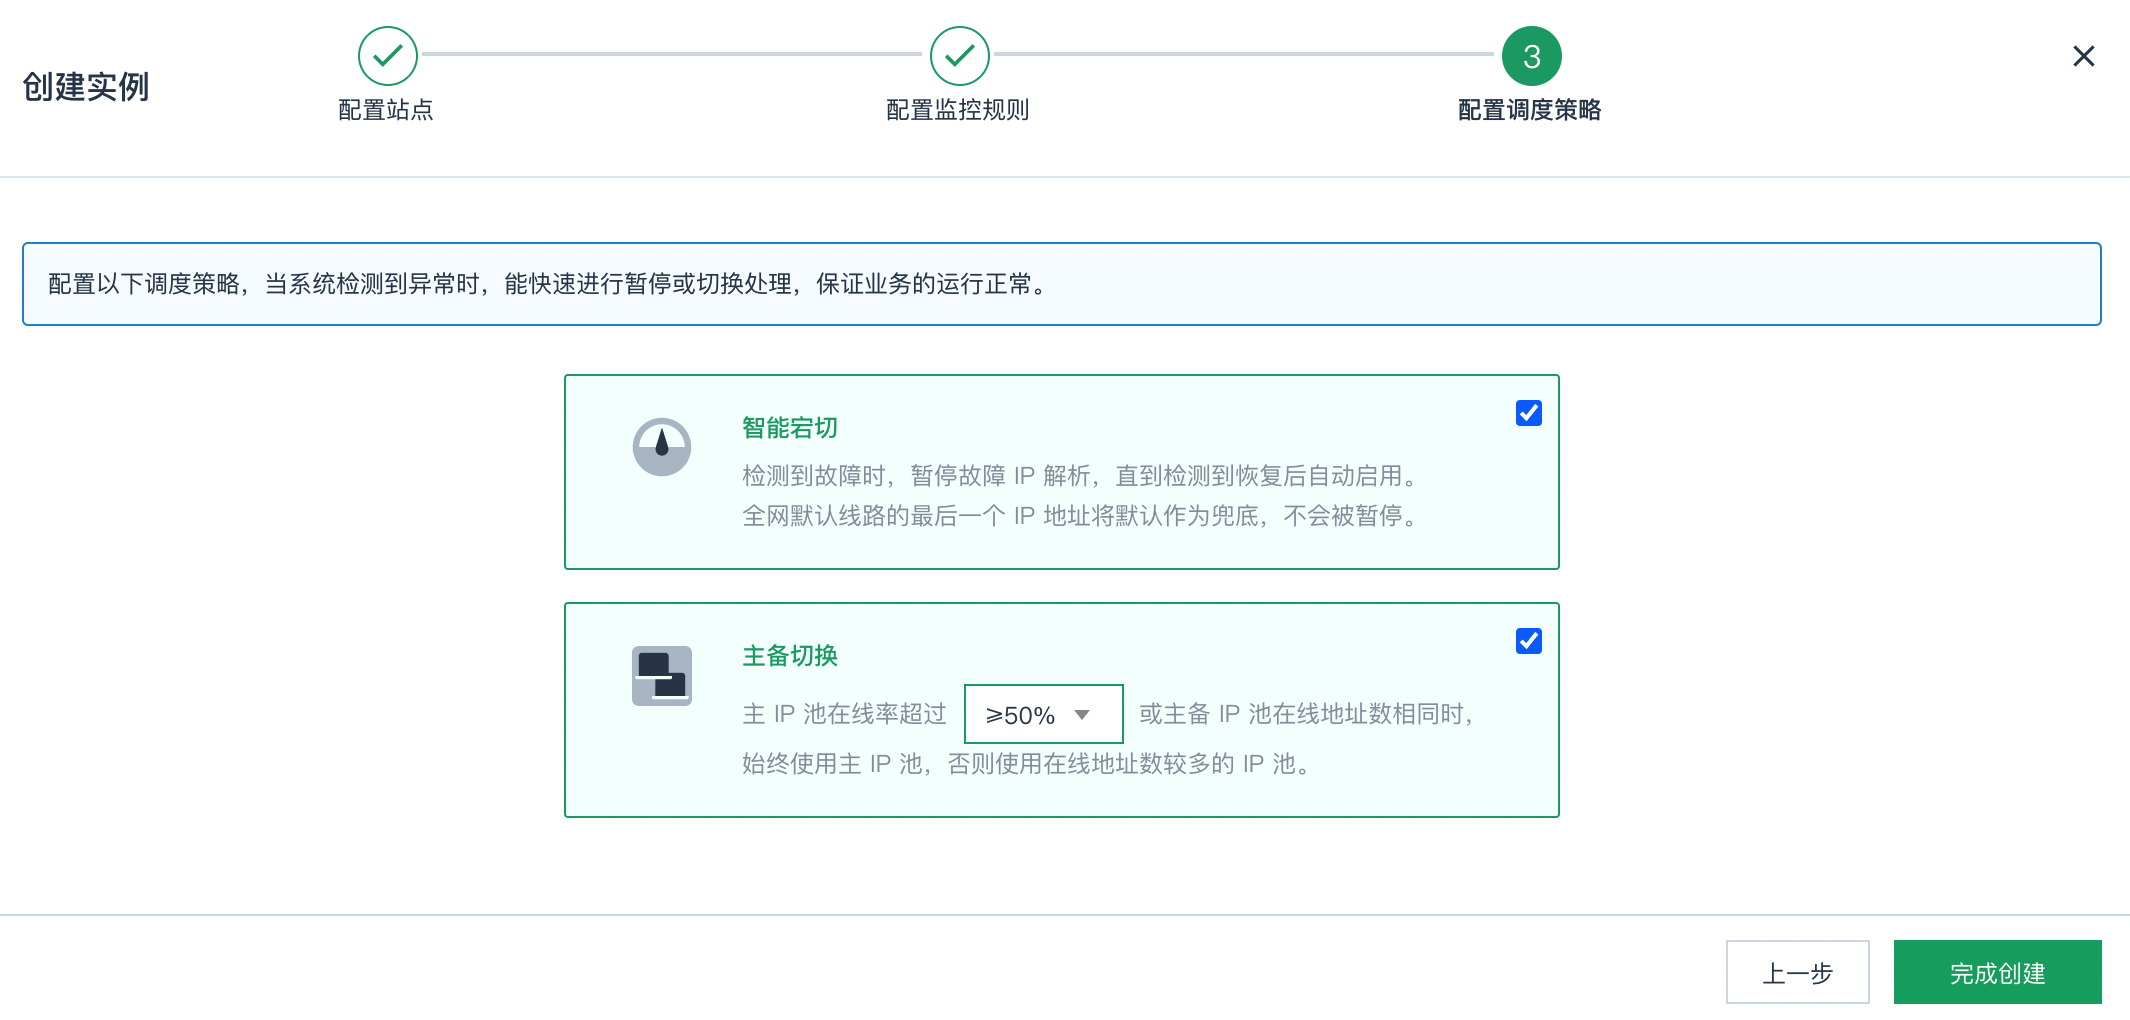 创建实例
配置站点
配置监控规则
3
配置调度策略
配置以下调度策略，当系统检测到异常时，能快速进行暂停或切换处理，保证业务的运行正常。
智能宕切
检测到故障时，暂停故障 IP 解析，直到检测到恢复后自动启用。
全网默认线路的最后一个 IP 地址将默认作为兜底，不会被暂停。
主备切换
主 IP 池在线率超过 ≥50% 或主备 IP 池在线地址数相同时，
始终使用主 IP 池，否则使用在线地址数较多的 IP 池。
上一步
完成创建